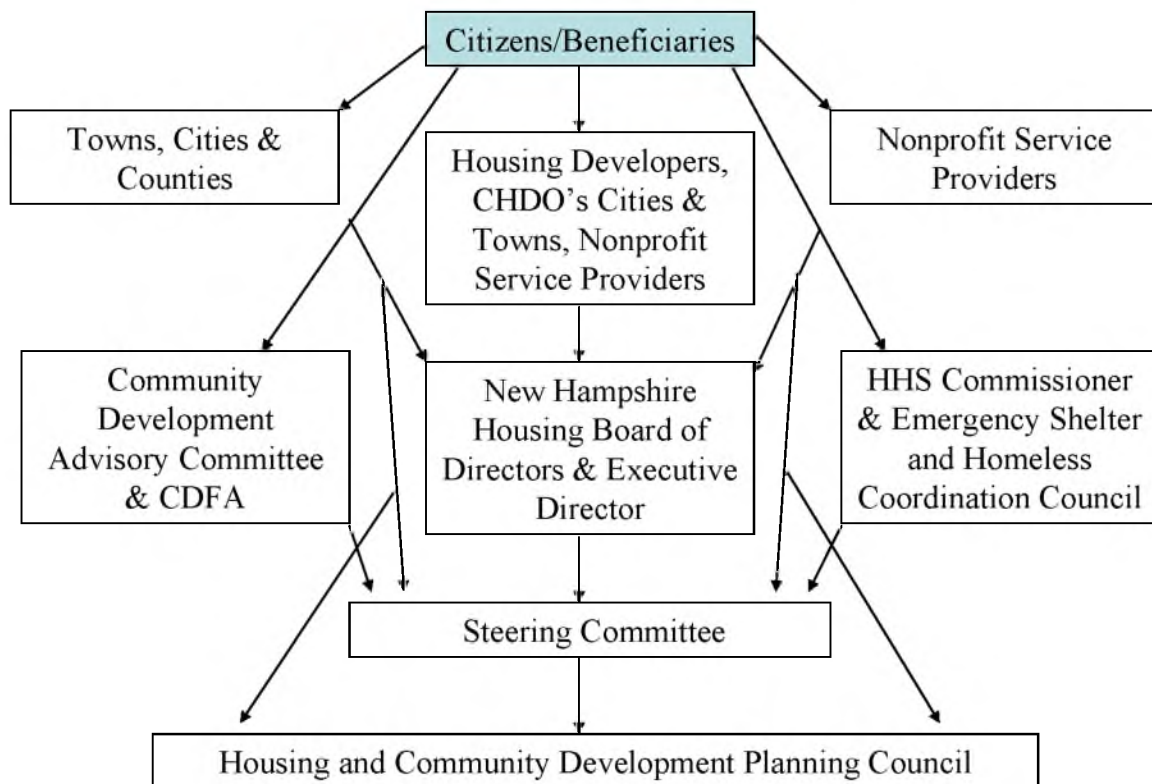 Citizens/Beneficiaries
Towns, Cities &
Counties
Housing Developers,
CHDO's Cities &
Towns, Nonprofit
Service Providers
Nonprofit Service
Providers
Community
Development
Advisory Committee
& CDFA
New Hampshire
Housing Board of
Directors & Executive
Director
HHS Commissioner
& Emergency Shelter
and Homeless
Coordination Council
Steering Committee
Housing and Community Development Planning Council